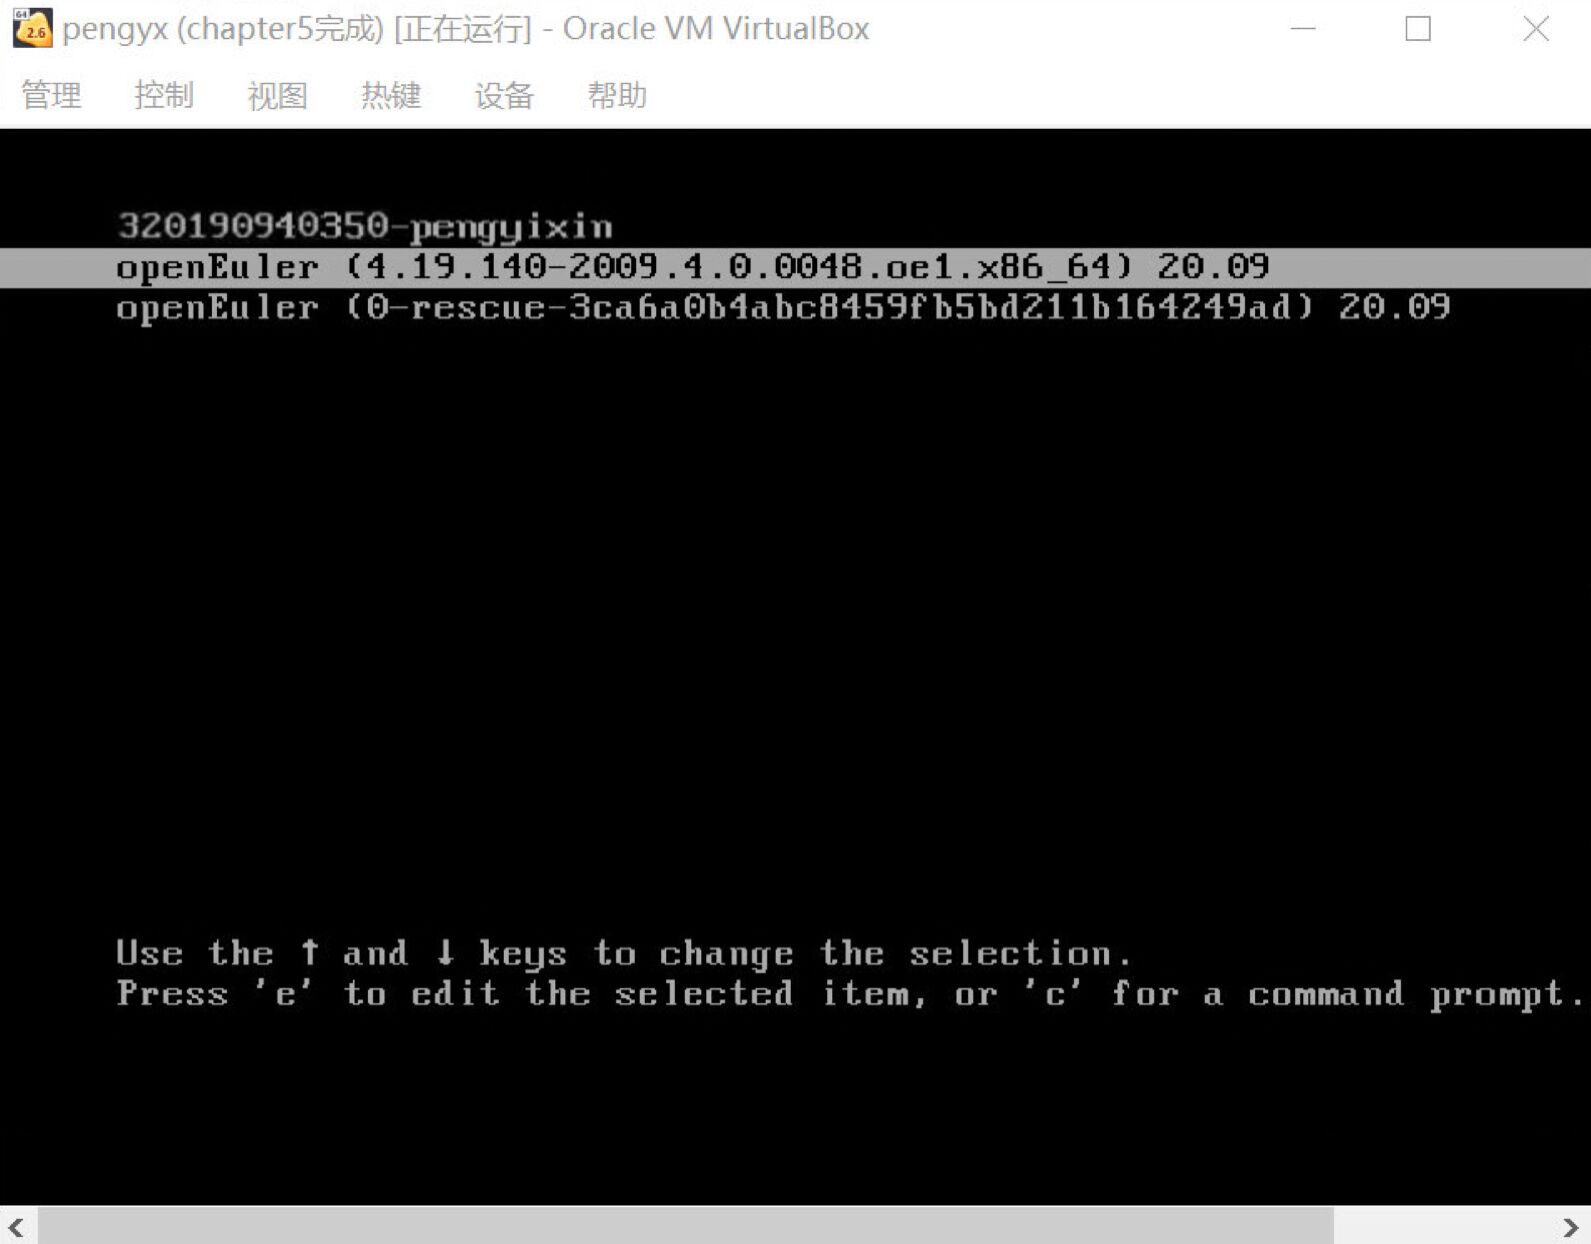 64
2.6
pengyx (chapter5完成) [正在运行] - Oracle VM VirtualBox
管理 控制 视图 热键 设备 帮助
320190940350-pengyixin
openEuler (4.19.140-2009.4.0.0048.oe1.x86_64) 20.09
openEuler (0-rescue-3ca6a0b4abc8459fb5bd211b164249ad) 20.09
Use the ↑ and ↓ keys to change the selection.
Press 'e' to edit the selected item, or 'c' for a command prompt.